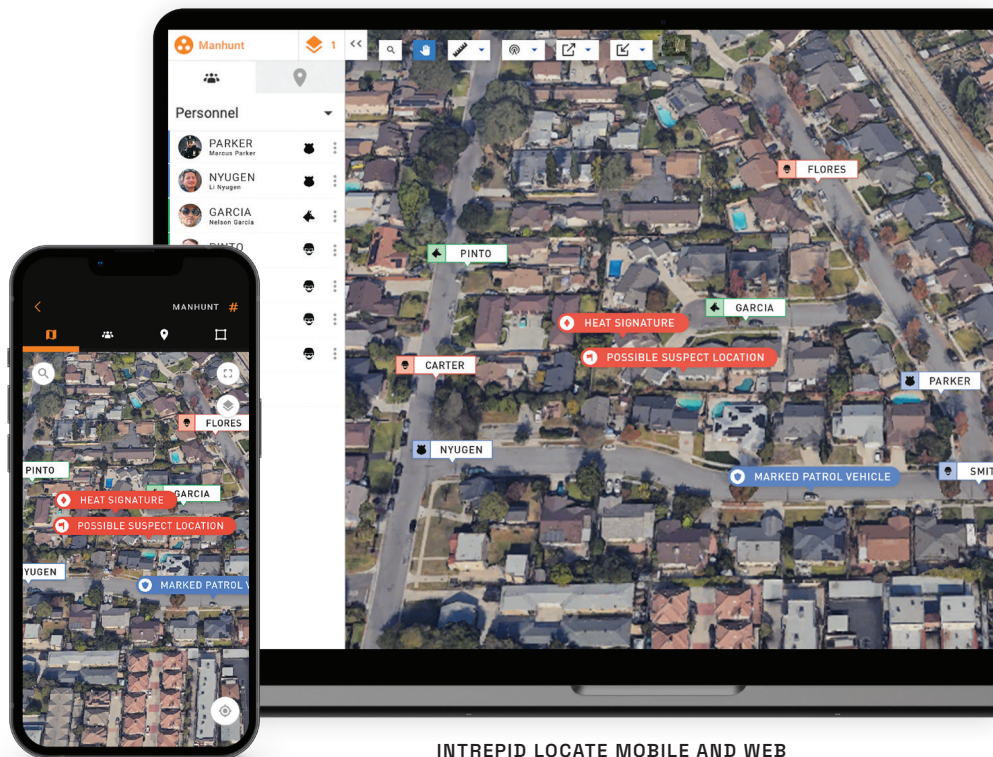 Manhunt
1
<<
Personnel
PARKER
Marcus Parker
NYUGEN
Li Nyugen
GARCIA
Nelson Garcia
PINTO
FLORES
PINTO
GARCIA
HEAT SIGNATURE
POSSIBLE SUSPECT LOCATION
CARTER
PARKER
NYUGEN
MARKED PATROL VEHICLE
SMIT
MANHUNT #
FLORES
PINTO
GARCIA
HEAT SIGNATURE
POSSIBLE SUSPECT LOCATION
YUGEN
MARKED PATROL V
INTREPID LOCATE MOBILE AND WEB